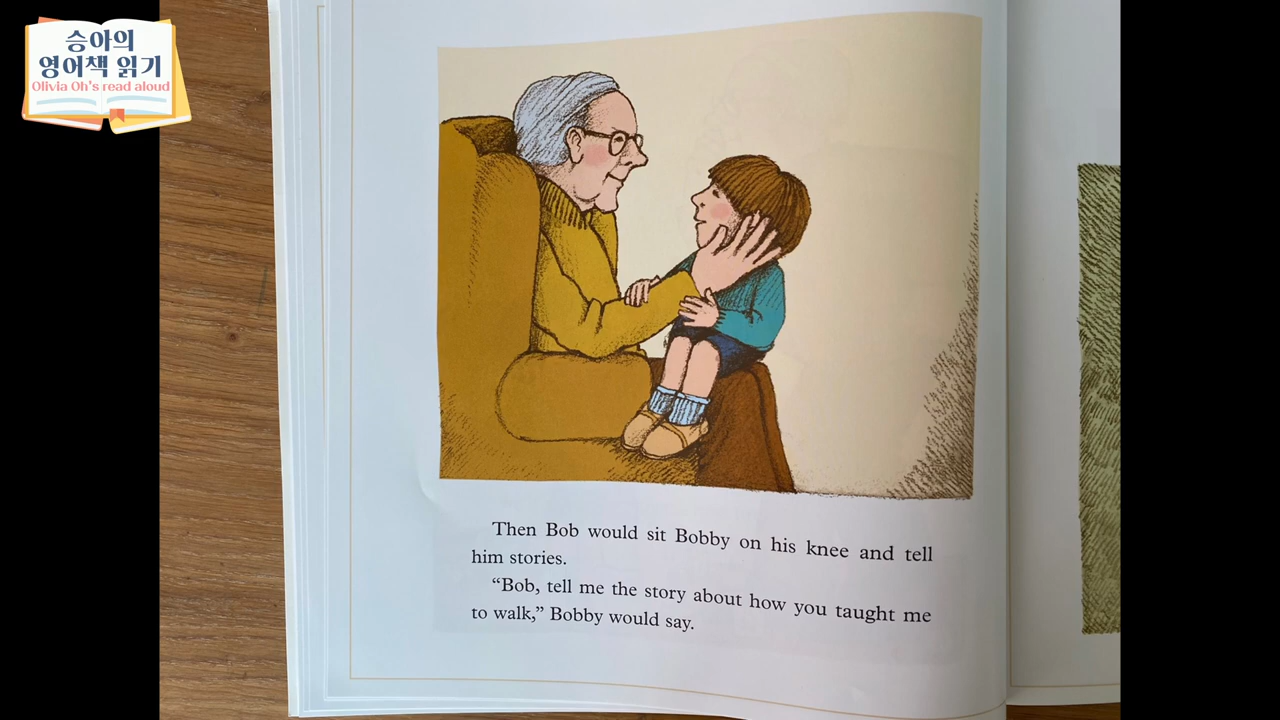 승아의
영어책 읽기
Olivia Oh's read aloud
Then Bob would sit Bobby on his knee and tell
him stories.
“Bob, tell me the story about how you taught me
to walk,” Bobby would say.